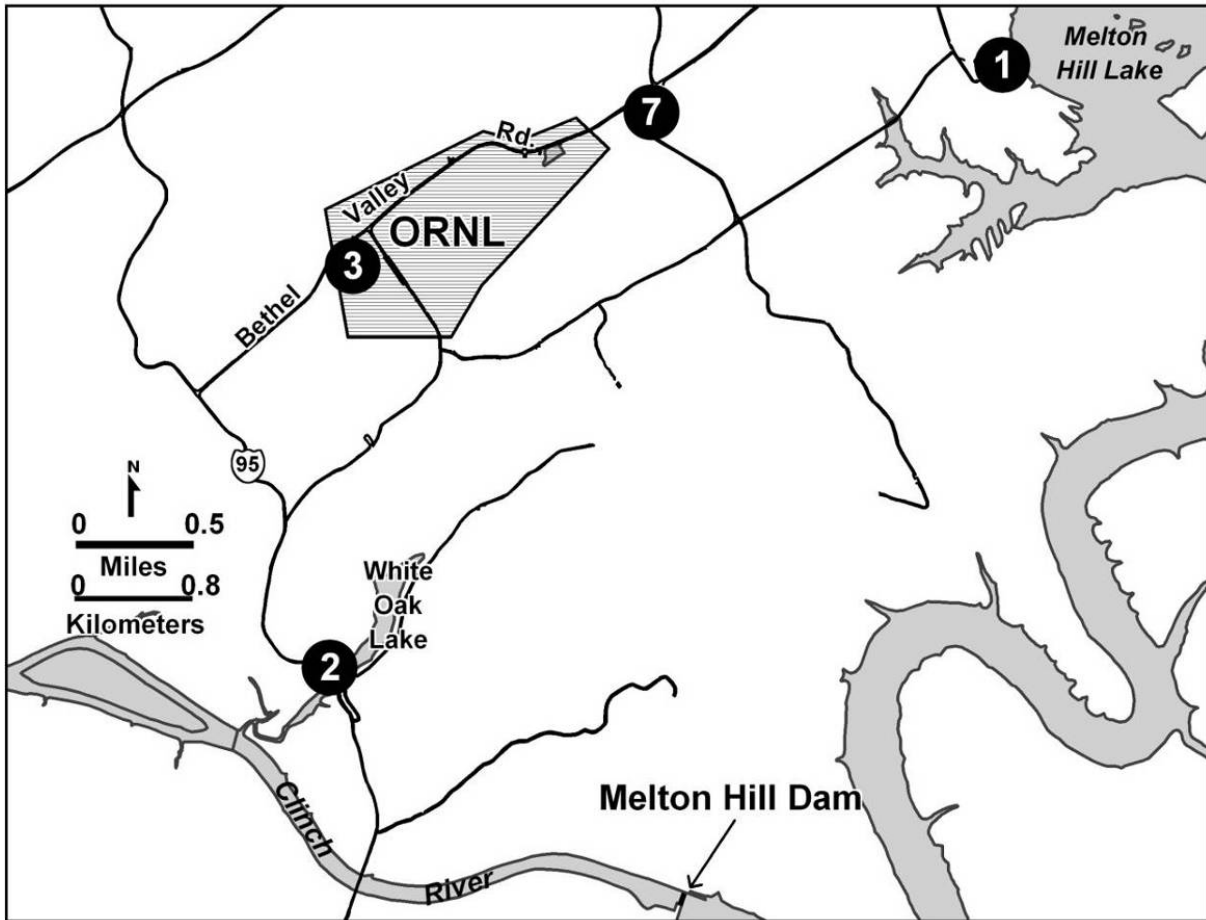 Melton
Hill Lake
1
7
Rd.
Valley
ORNL
3
Bethel
95
N
0 0.5
Miles
0 0.8
Kilometers
White
Oak
Lake
2
Clinch
River
Melton Hill Dam